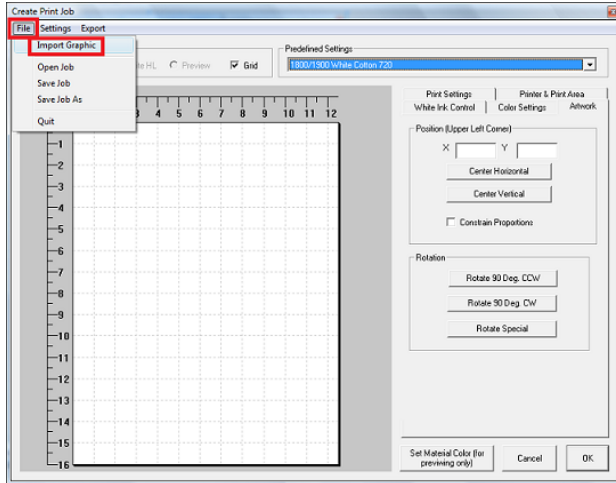 Create Print Job
File Settings Export
Import Graphic
Open Job
Save Job
Save Job As
Quit
HL Preview Grid
Predefined Settings
1800/1900 White Cotton 720
4 5 6 7 8 9 10 11 12
1
2
3
4
5
6
7
8
9
10
11
12
13
14
15
16
Print Settings Printer & Print Area
White Ink Control Color Settings Artwork
Position (Upper Left Corner)
X Y
Center Horizontal
Center Vertical
Constrain Proportions
Rotation
Rotate 90 Deg. CCW
Rotate 90 Deg. CW
Rotate Special
Set Material Color (for
previewing only)
Cancel OK